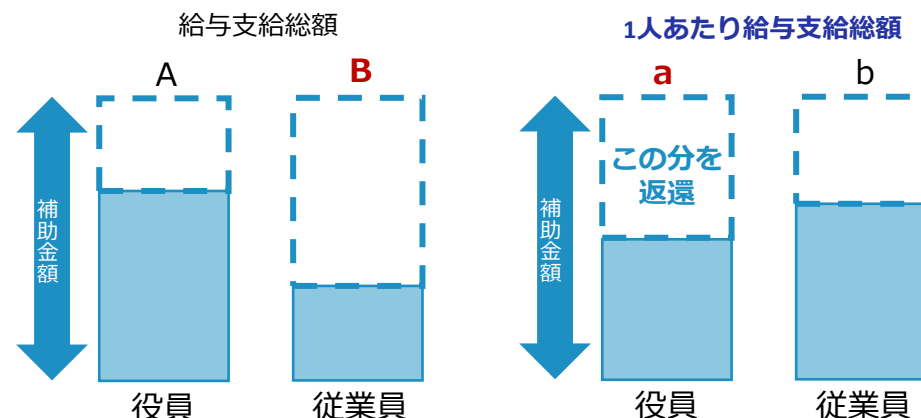 給与支給総額
A
B
補助金額
役員
従業員
1人あたり給与支給総額
a
b
補助金額
この分を
返還
役員
従業員